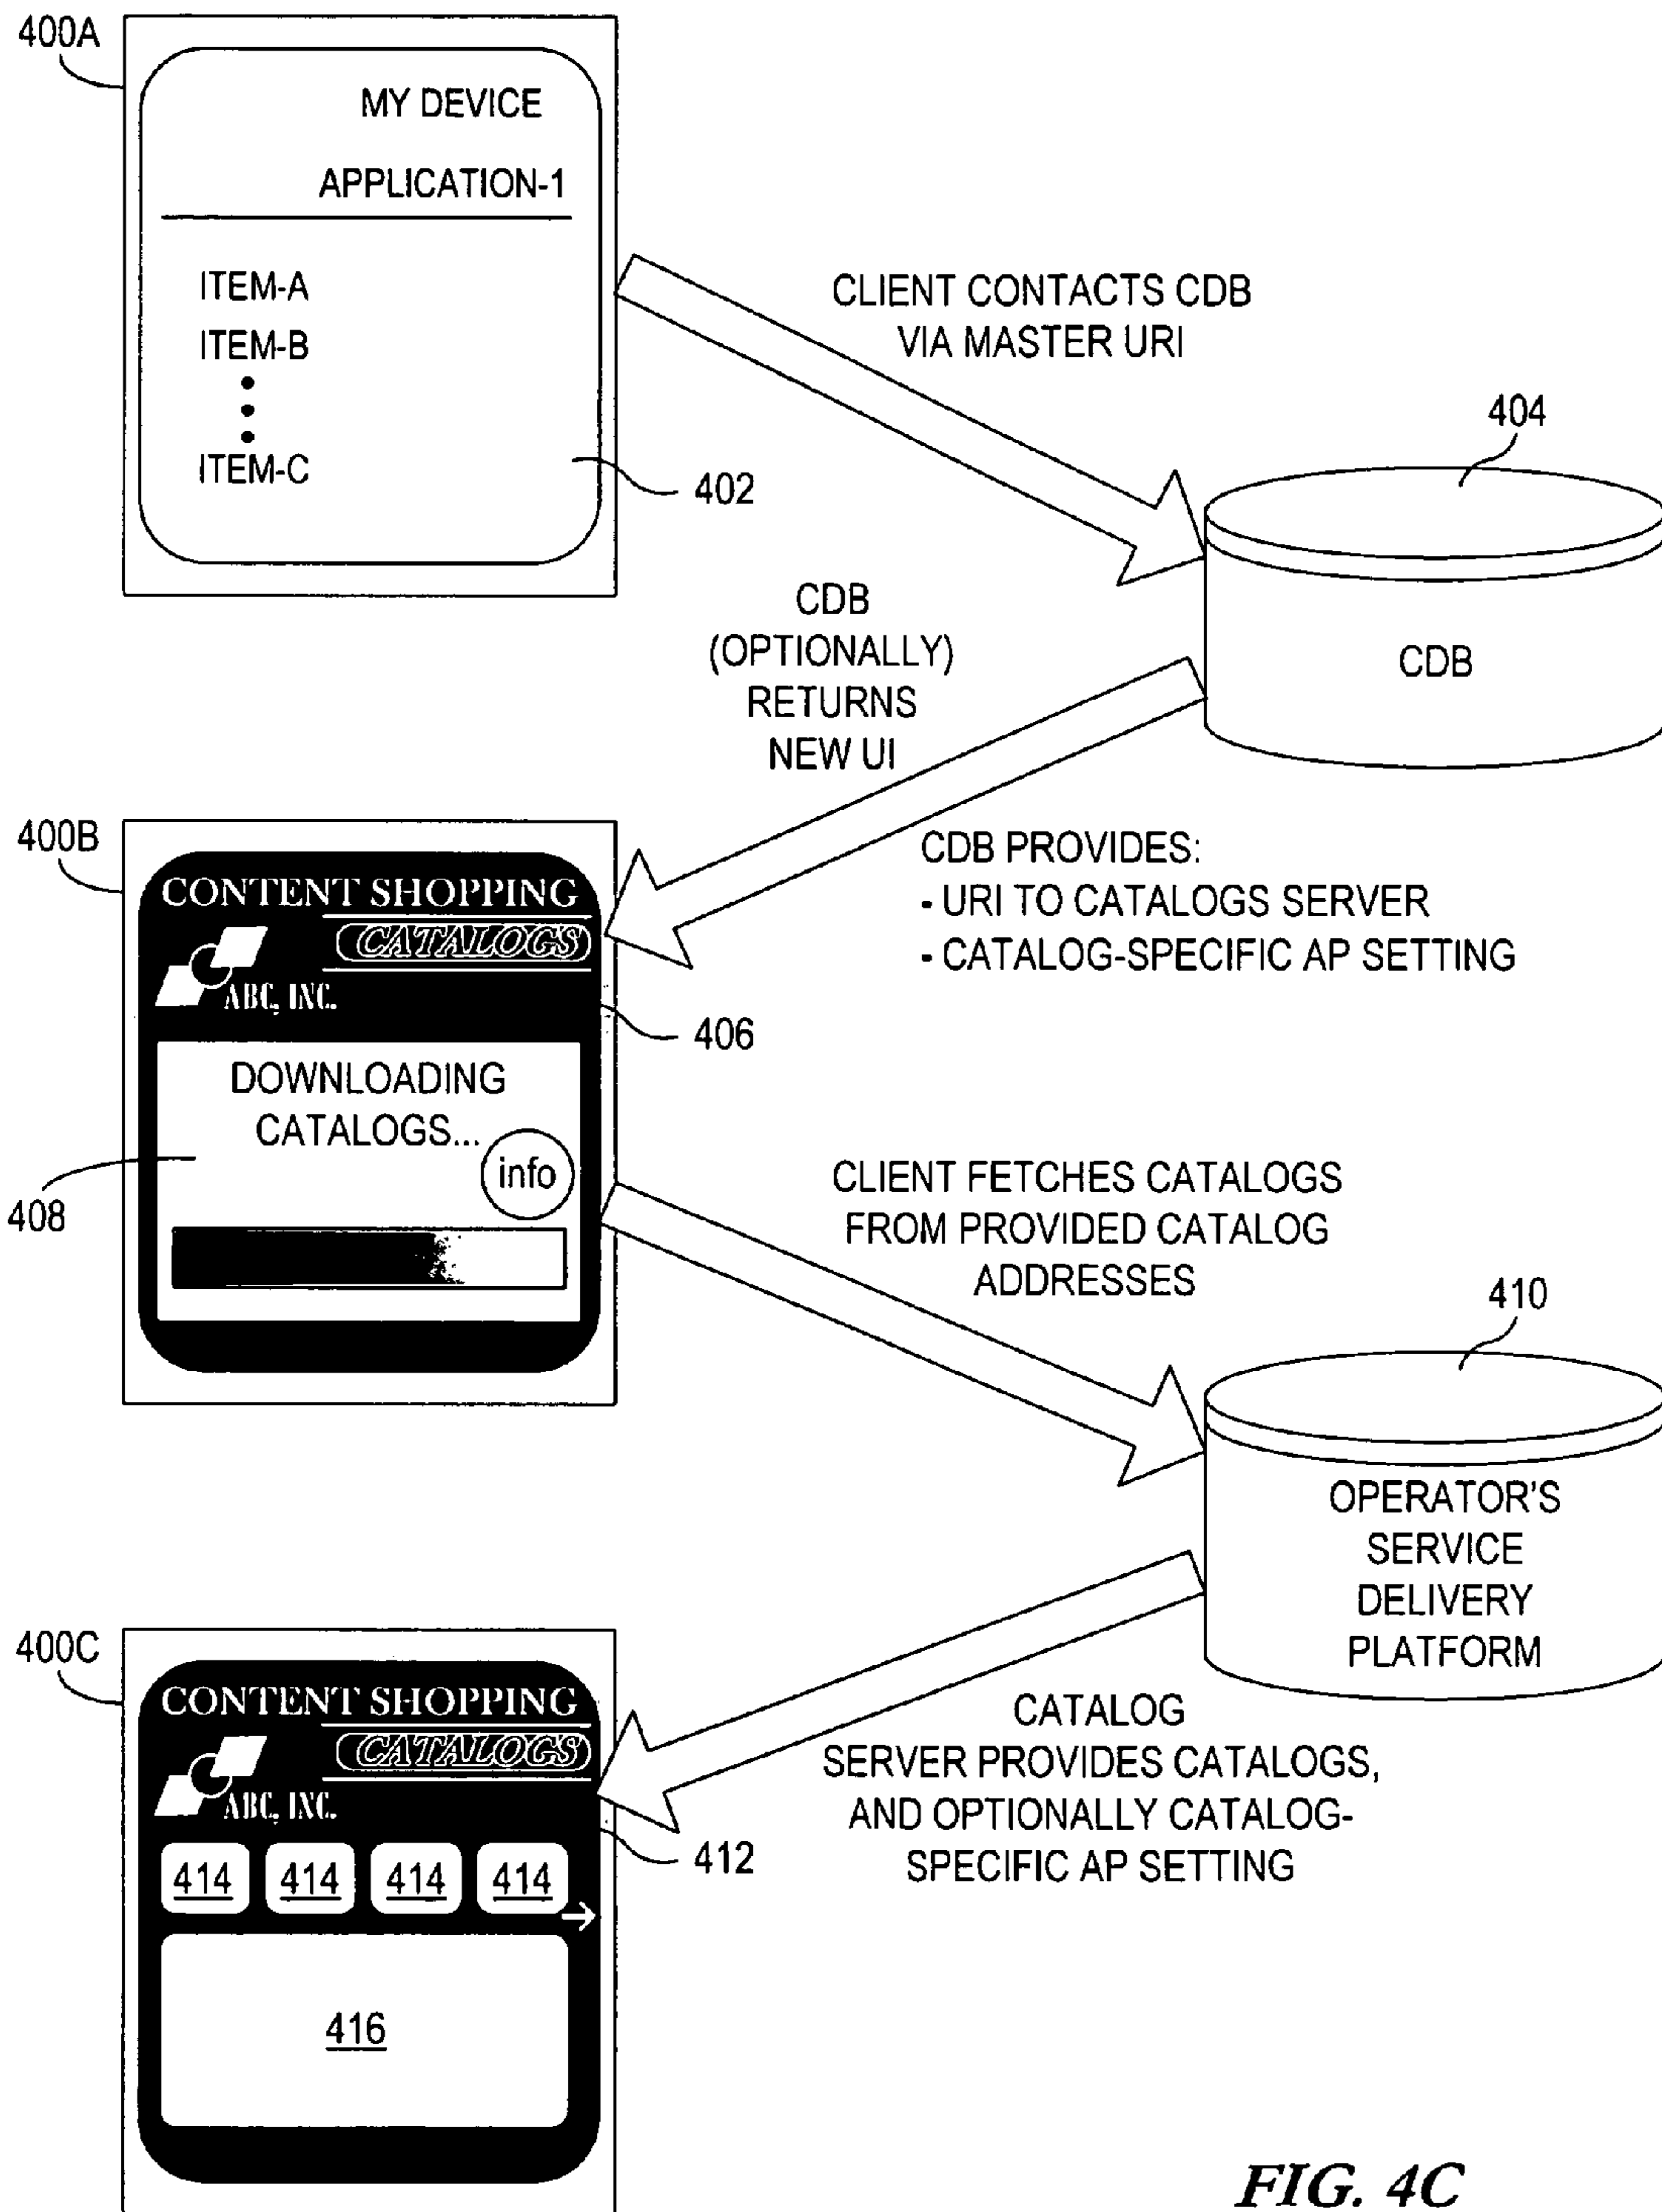 400A
MY DEVICE
APPLICATION-1
ITEM-A
ITEM-B
ITEM-C
402
CLIENT CONTACTS CDB
VIA MASTER URI
404
CDB
CDB
(OPTIONALLY)
RETURNS
NEW UI
CDB PROVIDES:
- URI TO CATALOGS SERVER
- CATALOG-SPECIFIC AP SETTING
400B
CONTENT SHOPPING
CATALOGS
ABC, INC.
406
DOWNLOADING
CATALOGS...
info
408
CLIENT FETCHES CATALOGS
FROM PROVIDED CATALOG
ADDRESSES
410
OPERATOR'S
SERVICE
DELIVERY
PLATFORM
CATALOG
SERVER PROVIDES CATALOGS,
AND OPTIONALLY CATALOG-
SPECIFIC AP SETTING
400C
CONTENT SHOPPING
CATALOGS
ABC, INC.
412
414 414 414 414
416
FIG. 4C